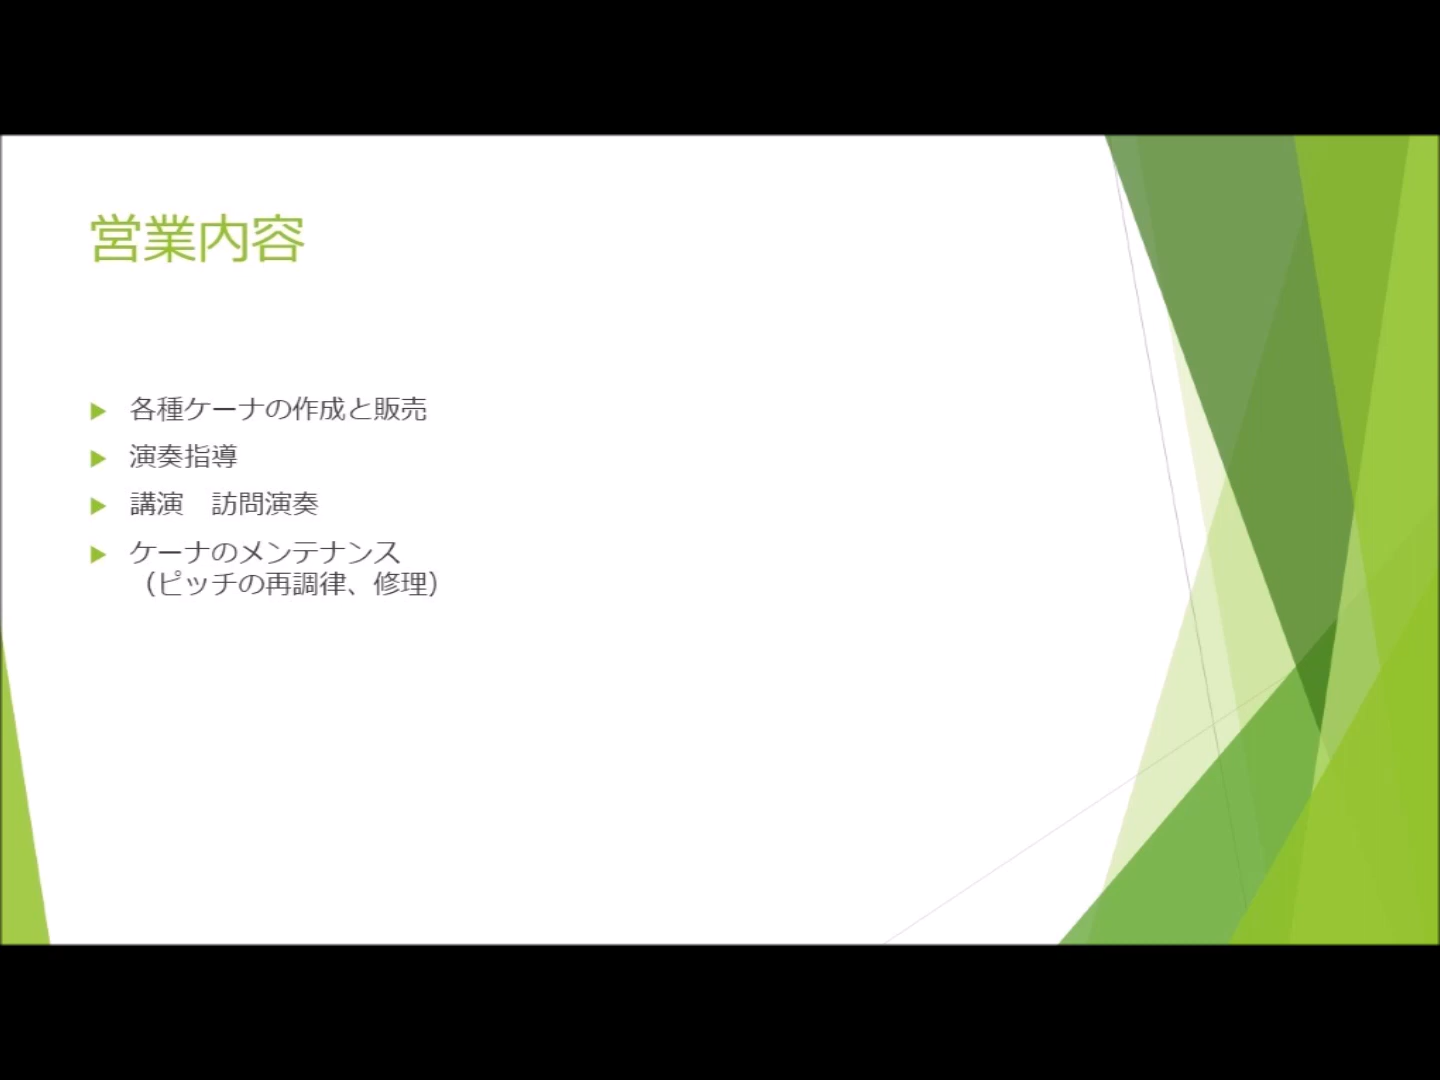 営業内容
各種ケーナの作成と販売
演奏指導
講演　訪問演奏
ケーナのメンテナンス
（ピッチの再調律、修理）